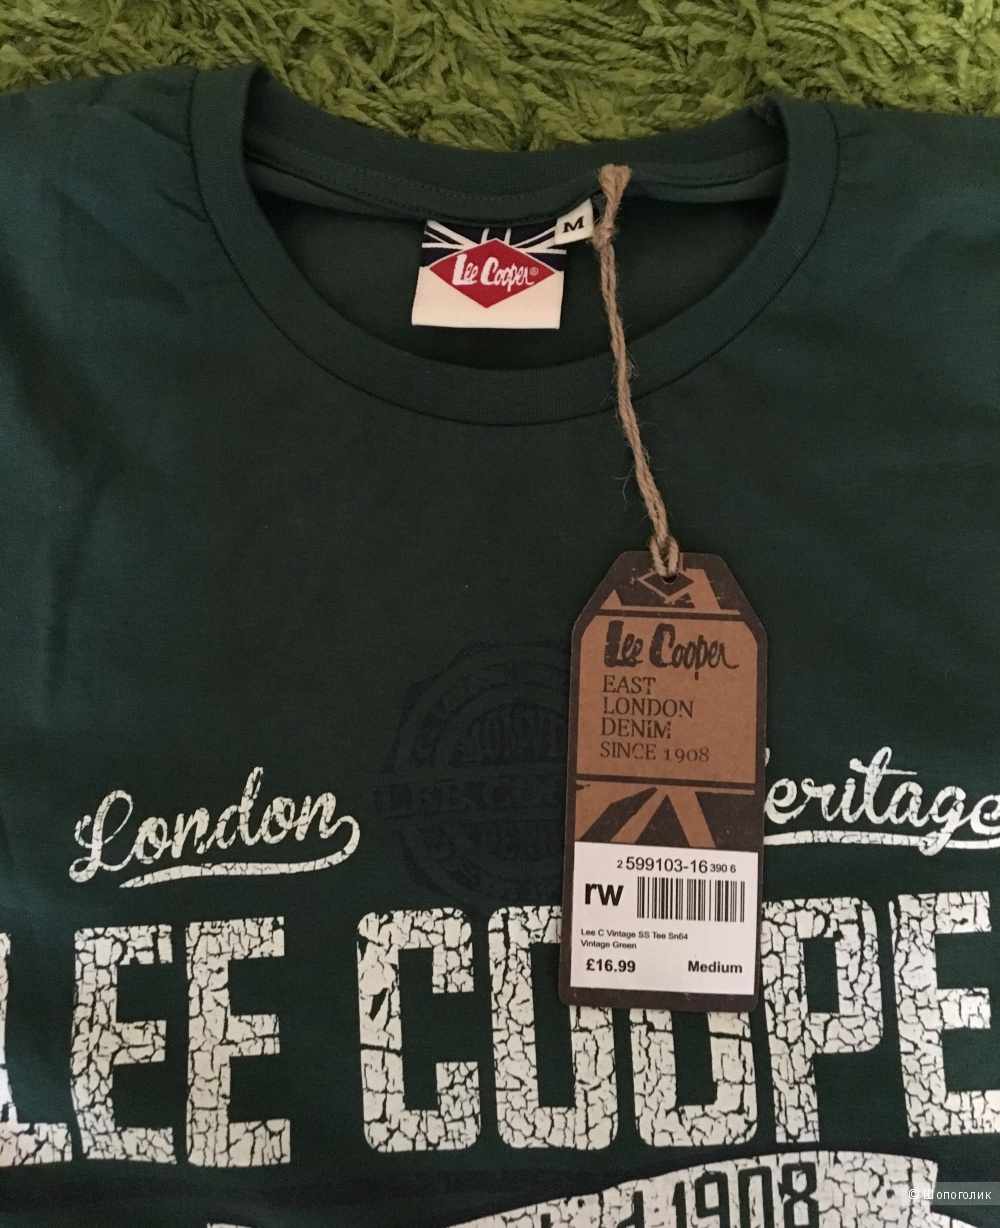 M
Lee Cooper®
Lee Cooper
EAST
LONDON
DENIM
SINCE 1908
London
eritage
2 599103-16 390 6
rw
Lee C Vintage SS Tee Sn64
Vintage Green
£16.99 Medium
LEE COOPE
1908
© Шопоголик